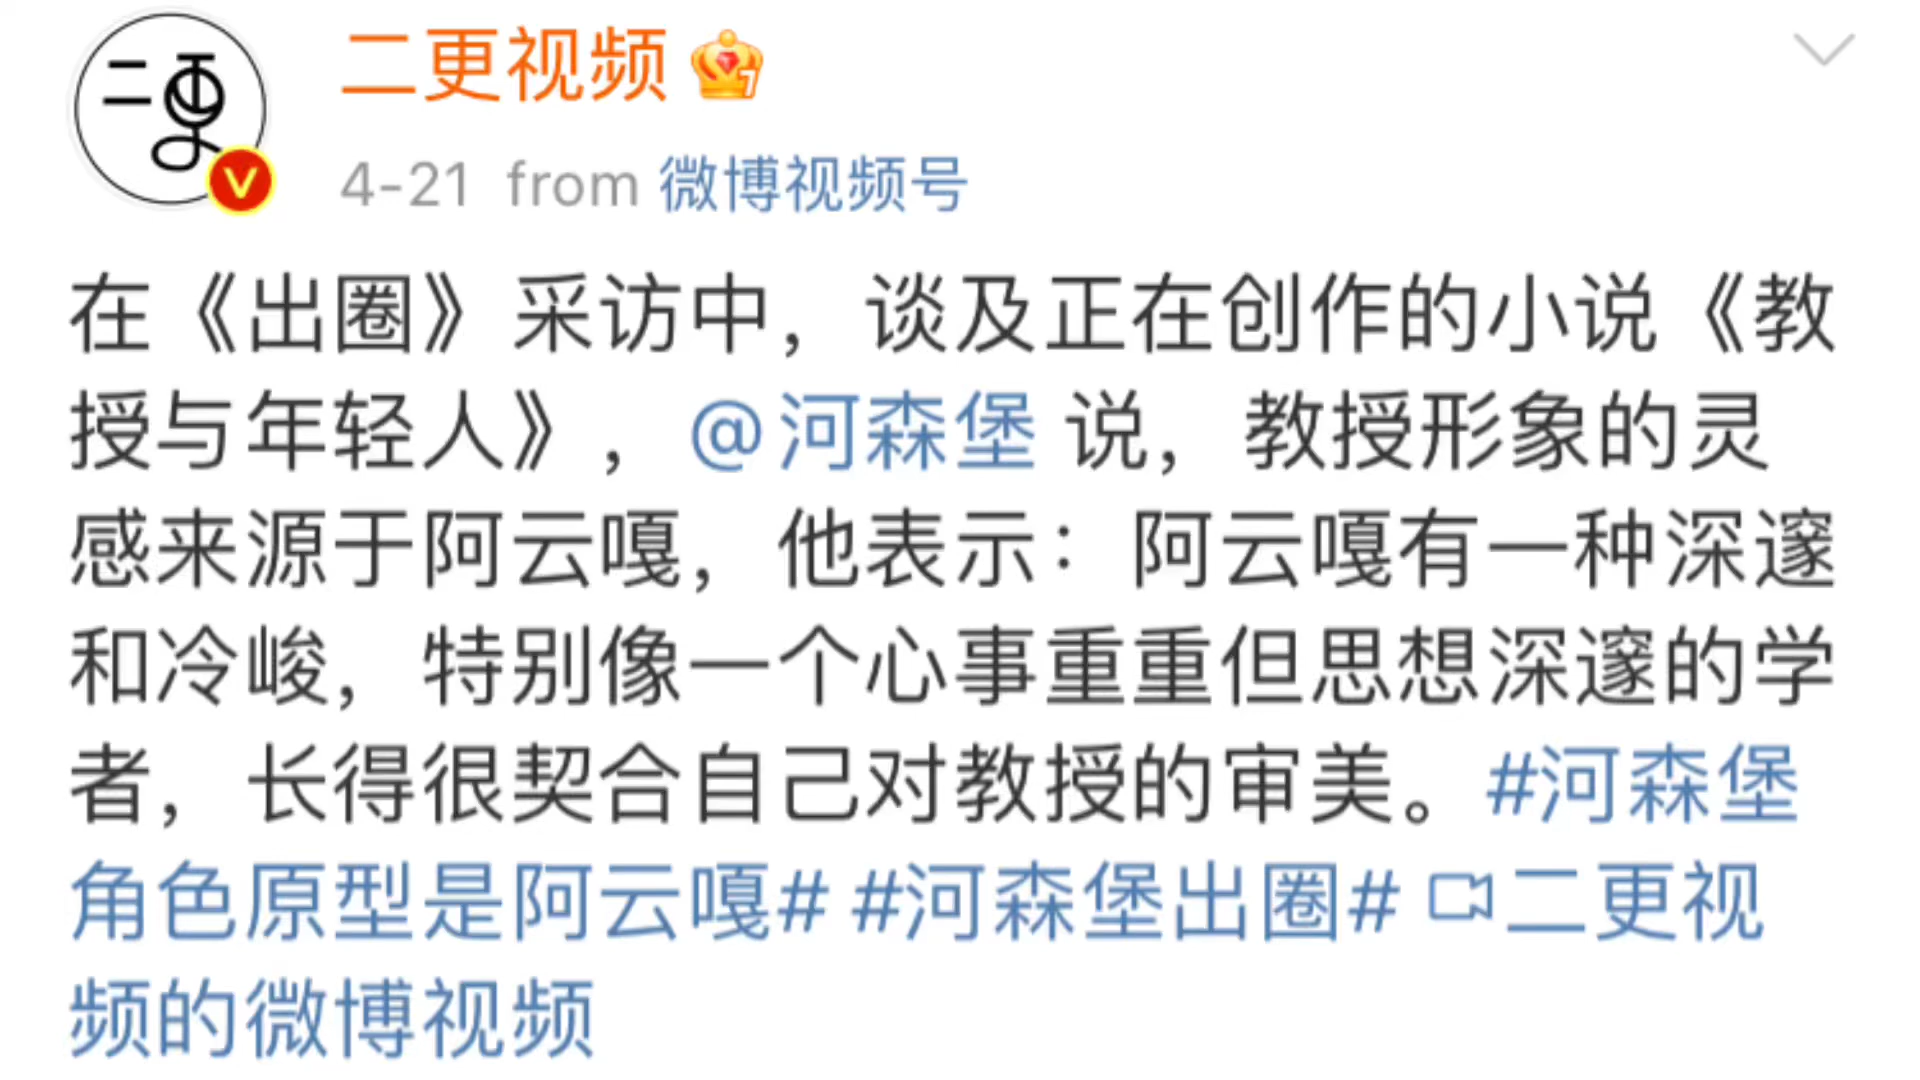 二更
二更视频
4-21 from 微博视频号
在《出圈》采访中，谈及正在创作的小说《教
授与年轻人》，@河森堡 说，教授形象的灵
感来源于阿云嘎，他表示：阿云嘎有一种深邃
和冷峻，特别像一个心事重重但思想深邃的学
者，长得很契合自己对教授的审美。#河森堡
角色原型是阿云嘎# #河森堡出圈# 二更视
频的微博视频